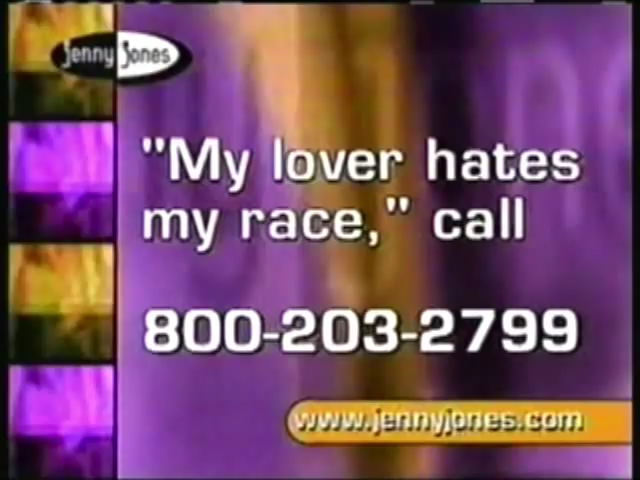 Jenny Jones
"My lover hates
my race," call
800-203-2799
www.jennyjones.com